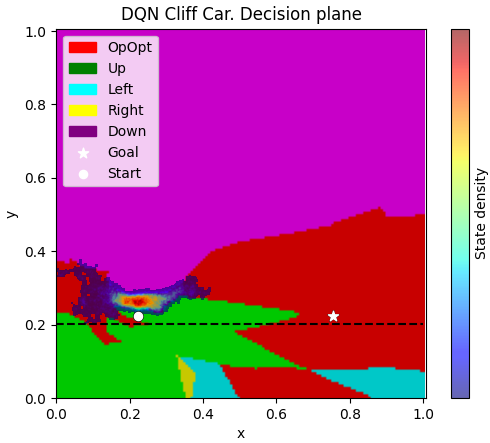 DQN Cliff Car. Decision plane
1.0
0.8
0.6
0.4
0.2
0.0
y
OpOpt
Up
Left
Right
Down
Goal
Start
0.0 0.2 0.4 0.6 0.8 1.0
x
State density